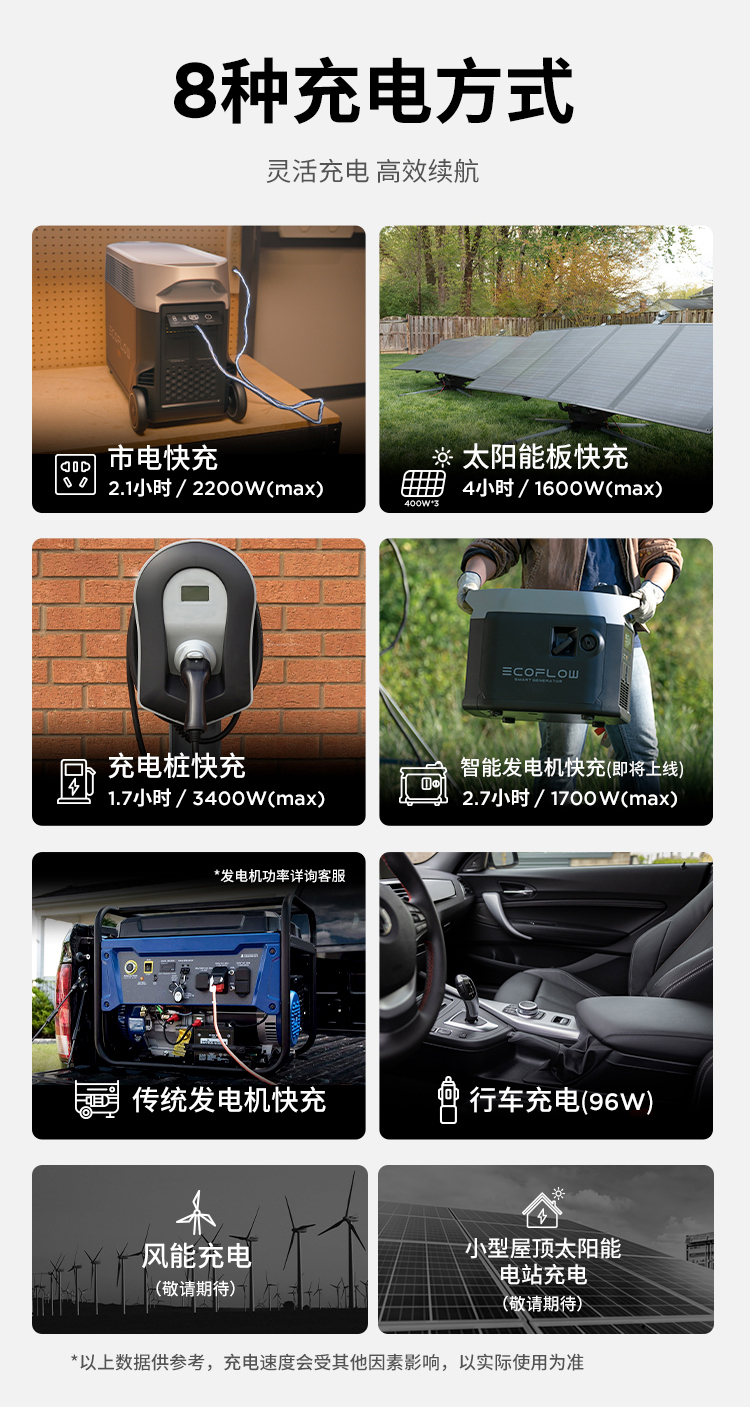 8种充电方式
灵活充电 高效续航
ECOFLOW
市电快充
2.1小时 / 2200W(max)
太阳能板快充
4小时 / 1600W(max)
400W*3
充电桩快充
1.7小时 / 3400W(max)
ECOFLOW
SMART GENERATOR
智能发电机快充(即将上线)
2.7小时 / 1700W(max)
*发电机功率详询客服
传统发电机快充
行车充电(96W)
风能充电
(敬请期待)
小型屋顶太阳能
电站充电
(敬请期待)
*以上数据供参考，充电速度会受其他因素影响，以实际使用为准